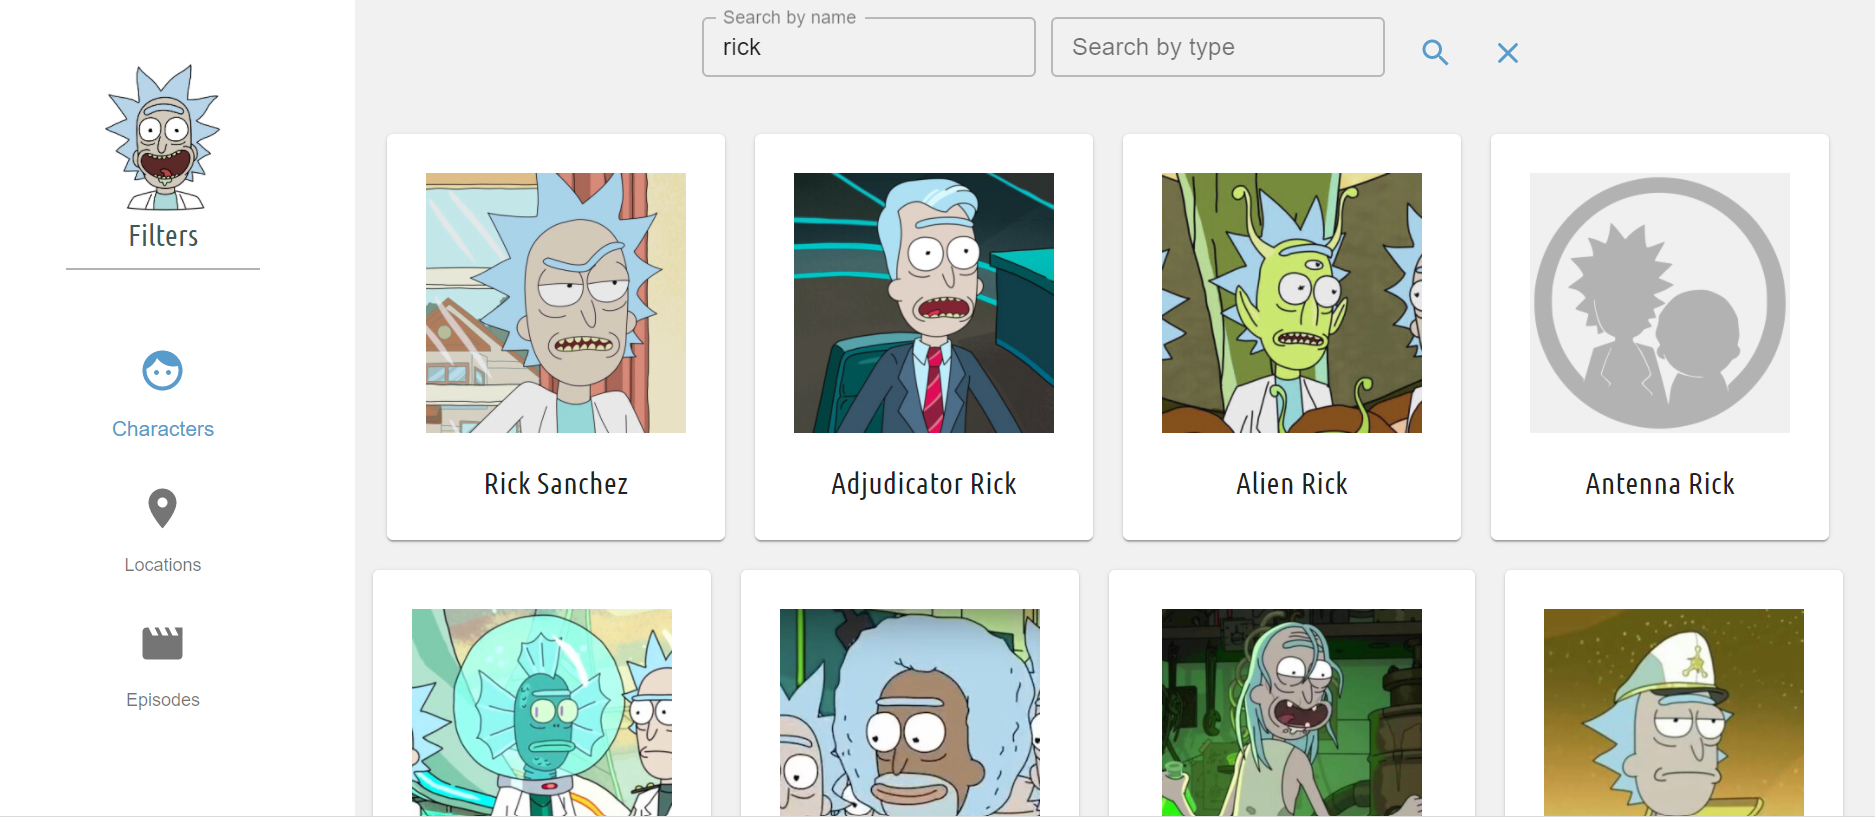 Filters
Characters
Locations
Episodes
Search by name
rick
Search by type
Rick Sanchez
Adjudicator Rick
Alien Rick
Antenna Rick